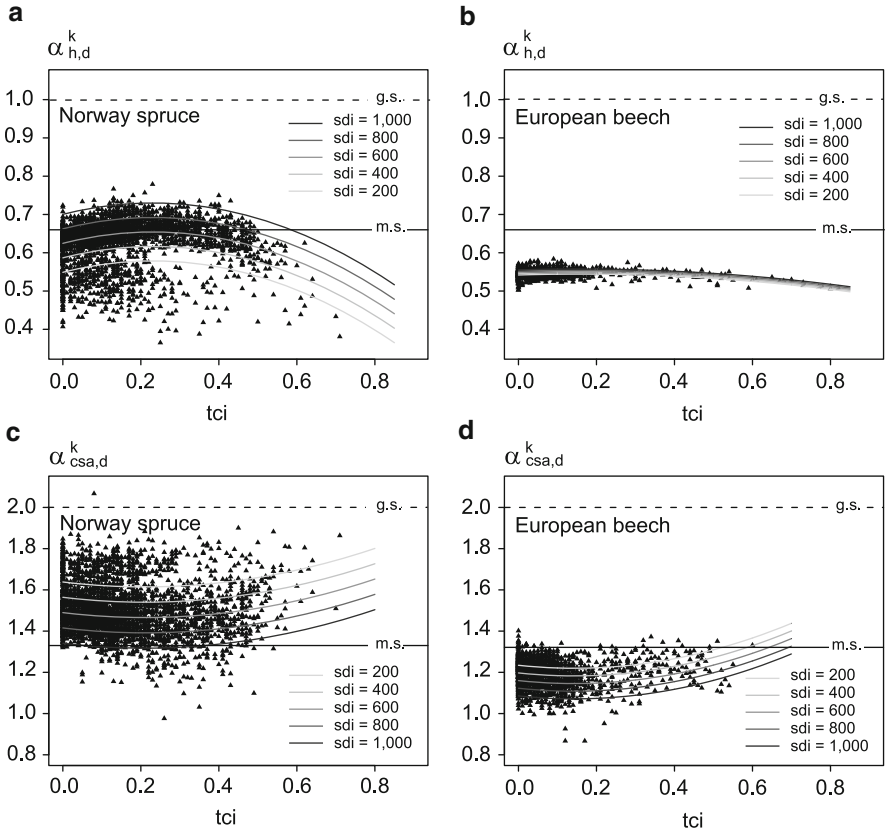 a
α k h,d
1.0
0.9
0.8
0.7
0.6
0.5
0.4
g.s.
Norway spruce
sdi = 1,000
sdi = 800
sdi = 600
sdi = 400
sdi = 200
m.s.
0.0 0.2 0.4 0.6 0.8
tci
b
α k h,d
1.0
0.9
0.8
0.7
0.6
0.5
0.4
g.s.
European beech
sdi = 1,000
sdi = 800
sdi = 600
sdi = 400
sdi = 200
m.s.
0.0 0.2 0.4 0.6 0.8
tci
c
α k csa,d
2.0
1.8
1.6
1.4
1.2
1.0
0.8
g.s.
Norway spruce
m.s.
sdi = 200
sdi = 400
sdi = 600
sdi = 800
sdi = 1,000
0.0 0.2 0.4 0.6 0.8
tci
d
α k csa,d
2.0
1.8
1.6
1.4
1.2
1.0
0.8
g.s.
European beech
m.s.
sdi = 200
sdi = 400
sdi = 600
sdi = 800
sdi = 1,000
0.0 0.2 0.4 0.6 0.8
tci